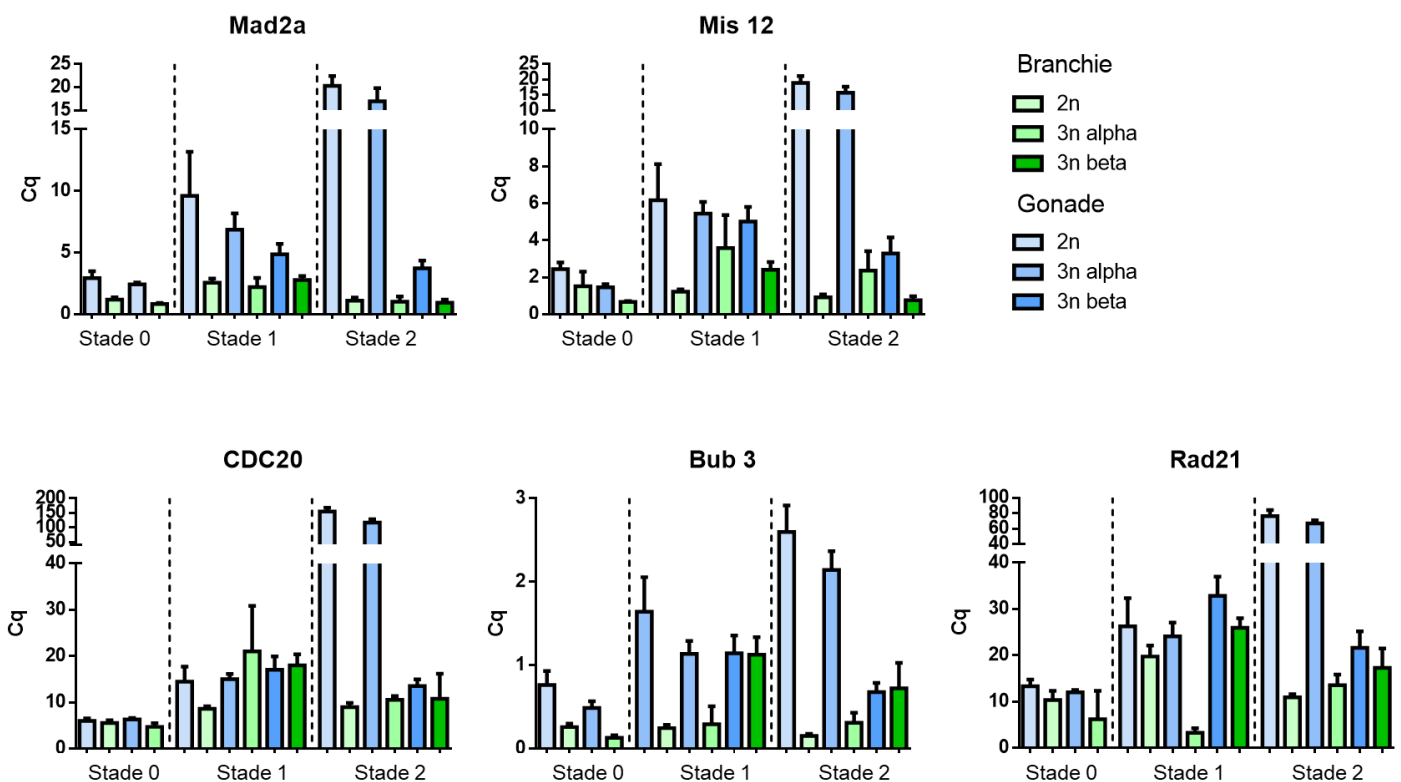 Mad2a
Mis 12
25
20
15
15
10
5
0
Cq
Stade 0
Stade 1
Stade 2
25
20
15
10
10
8
6
4
2
0
Cq
Stade 0
Stade 1
Stade 2
Branchie
2n
3n alpha
3n beta
Gonade
2n
3n alpha
3n beta
CDC20
Bub 3
Rad21
200
150
100
50
40
30
20
10
0
Cq
Stade 0
Stade 1
Stade 2
3
2
1
0
Cq
Stade 0
Stade 1
Stade 2
100
80
60
40
40
30
20
10
0
Cq
Stade 0
Stade 1
Stade 2